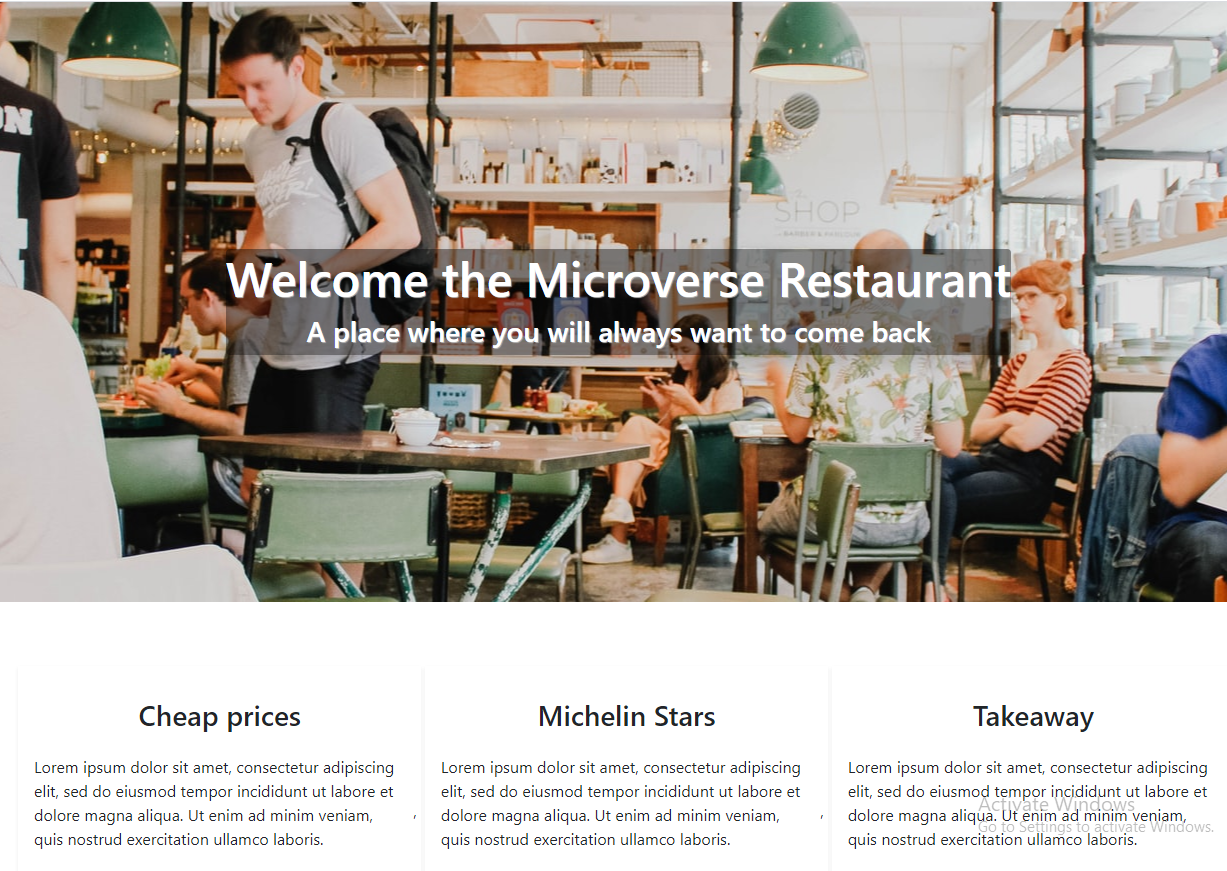 ON
SHOP
BARBER & PARLOUR
Welcome the Microverse Restaurant
A place where you will always want to come back
Cheap prices
Lorem ipsum dolor sit amet, consectetur adipiscing
elit, sed do eiusmod tempor incididunt ut labore et
dolore magna aliqua. Ut enim ad minim veniam,
quis nostrud exercitation ullamco laboris.
Michelin Stars
Lorem ipsum dolor sit amet, consectetur adipiscing
elit, sed do eiusmod tempor incididunt ut labore et
dolore magna aliqua. Ut enim ad minim veniam,
quis nostrud exercitation ullamco laboris.
Takeaway
Lorem ipsum dolor sit amet, consectetur adipiscing
elit, sed do eiusmod tempor incididunt ut labore et
dolore magna aliqua. Ut enim ad minim veniam,
quis nostrud exercitation ullamco laboris.
Activate Windows
Go to Settings to activate Windows.